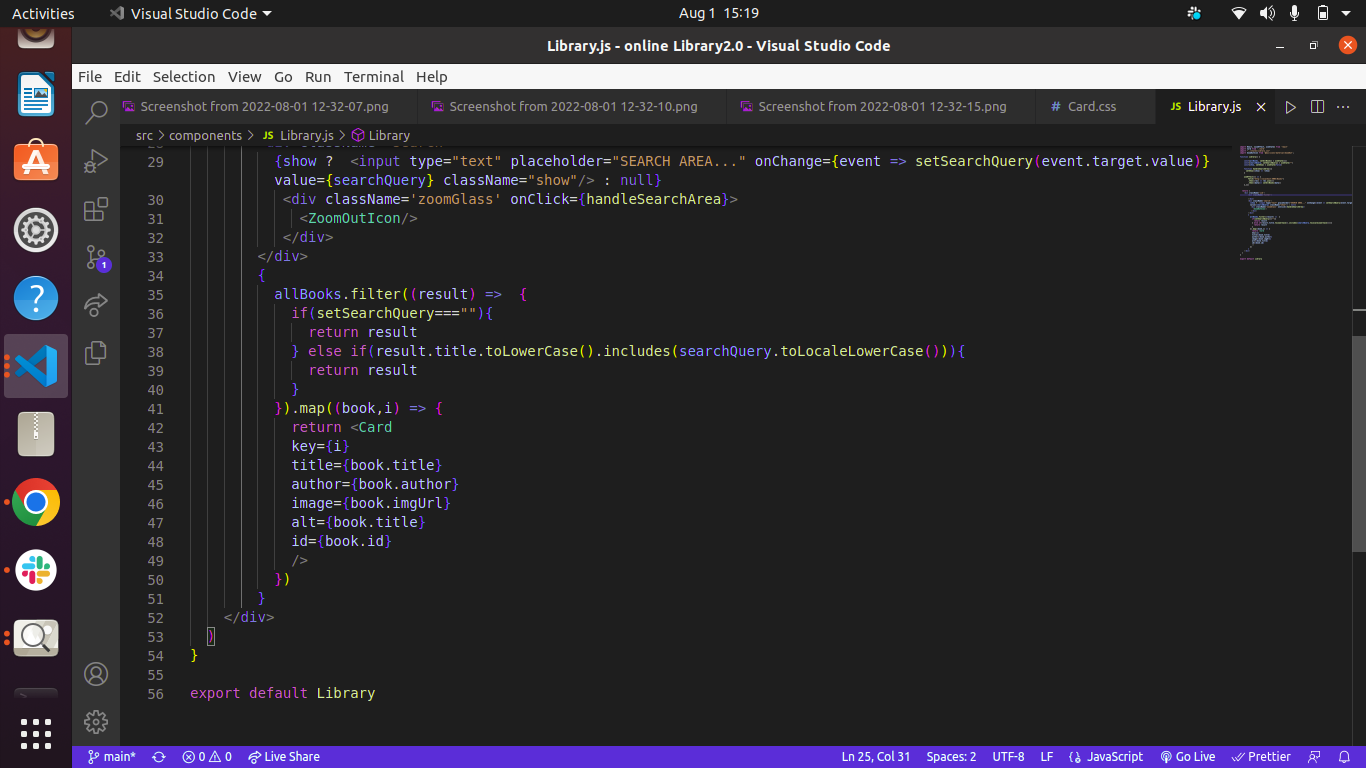 Activities Visual Studio Code Aug 1 15:19
Library.js - online Library2.0 - Visual Studio Code
File Edit Selection View Go Run Terminal Help
Screenshot from 2022-08-01 12-32-07.png Screenshot from 2022-08-01 12-32-10.png Screenshot from 2022-08-01 12-32-15.png # Card.css JS Library.js
src > components > JS Library.js > Library
29 {show ?  <input type="text" placeholder="SEARCH AREA..." onChange={event => setSearchQuery(event.target.value)}
value={searchQuery} className="show"/> : null}
30 <div className='zoomGlass' onClick={handleSearchArea}>
31 <ZoomOutIcon/>
32 </div>
33 </div>
34 {
35 allBooks.filter((result) =>  {
36 if(setSearchQuery===""){
37 return result
38 } else if(result.title.toLowerCase().includes(searchQuery.toLocaleLowerCase())){
39 return result
40 }
41 }).map((book,i) => {
42 return <Card
43 key={i}
44 title={book.title}
45 author={book.author}
46 image={book.imgUrl}
47 alt={book.title}
48 id={book.id}
49 />
50 })
51 }
52 </div>
53 )
54 }
55
56 export default Library
1
main* 0 0 Live Share Ln 25, Col 31 Spaces: 2 UTF-8 LF {} JavaScript Go Live Prettier